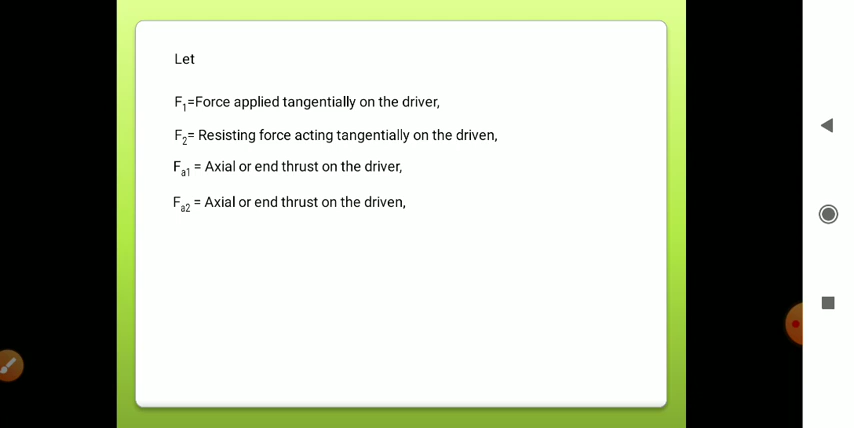 Let
F1=Force applied tangentially on the driver,
F2= Resisting force acting tangentially on the driven,
Fa1 = Axial or end thrust on the driver,
Fa2 = Axial or end thrust on the driven,